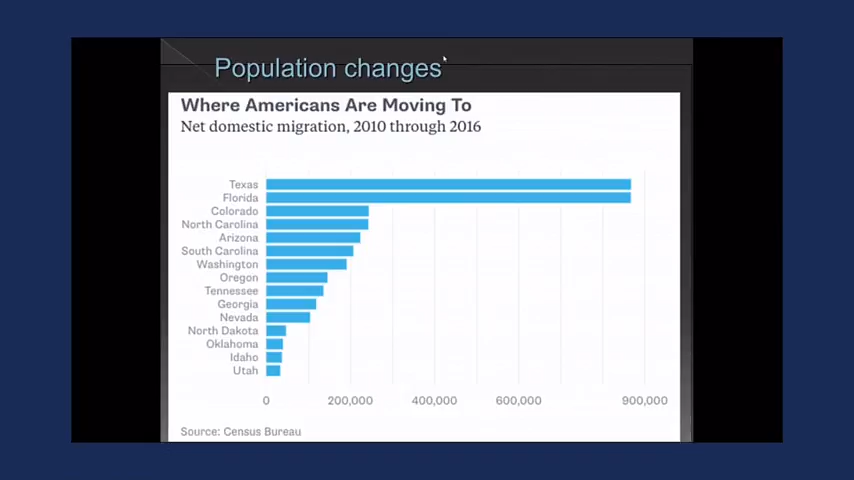 Population changes
Where Americans Are Moving To
Net domestic migration, 2010 through 2016
Texas
Florida
Colorado
North Carolina
Arizona
South Carolina
Washington
Oregon
Tennessee
Georgia
Nevada
North Dakota
Oklahoma
Idaho
Utah
0 200,000 400,000 600,000 900,000
Source: Census Bureau